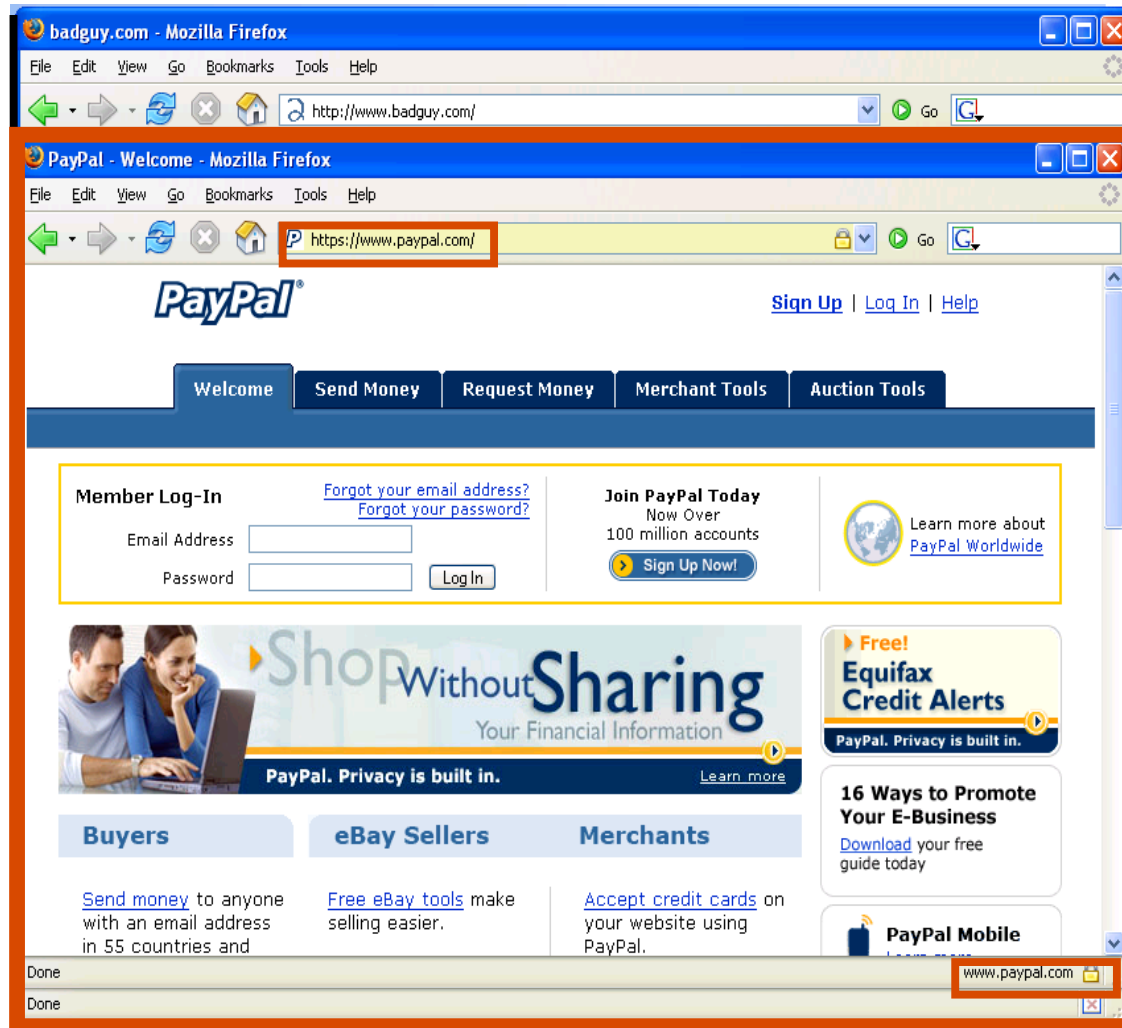 badguy.com - Mozilla Firefox
File Edit View Go Bookmarks Tools Help
http://www.badguy.com/ Go G
PayPal - Welcome - Mozilla Firefox
File Edit View Go Bookmarks Tools Help
P https://www.paypal.com/ Go G
PayPal®
Sign Up | Log In | Help
Welcome Send Money Request Money Merchant Tools Auction Tools
Member Log-In
Forgot your email address?
Forgot your password?
Email Address
Password Log In
Join PayPal Today
Now Over
100 million accounts
Sign Up Now!
Learn more about
PayPal Worldwide
Shop Without Sharing
Your Financial Information
PayPal. Privacy is built in. Learn more
Free!
Equifax
Credit Alerts
PayPal. Privacy is built in.
16 Ways to Promote
Your E-Business
Download your free
guide today
Buyers
Send money to anyone
with an email address
in 55 countries and
eBay Sellers
Free eBay tools make
selling easier.
Merchants
Accept credit cards on
your website using
PayPal.
PayPal Mobile
Done www.paypal.com
Done